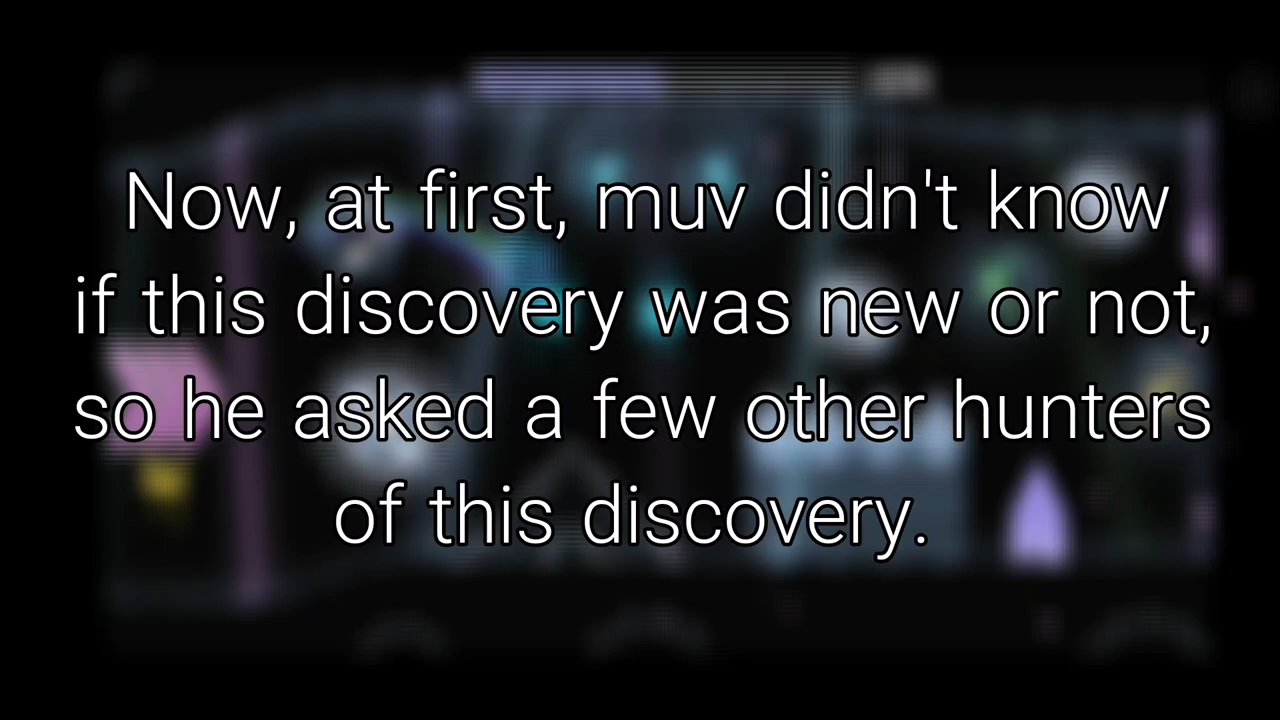 Now, at first, muv didn't know
if this discovery was new or not,
so he asked a few other hunters
of this discovery.